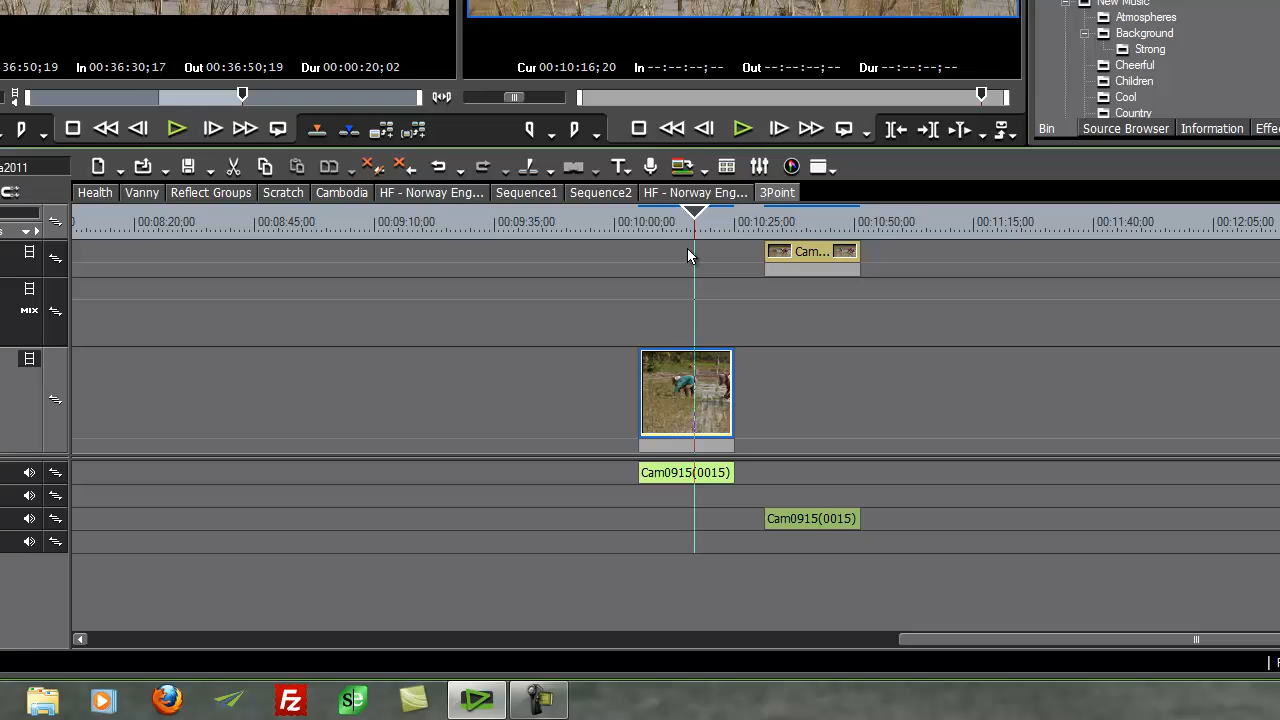 New Music
Atmospheres
Background
Strong
Cheerful
Children
Cool
Country
36:50;19 In 00:36:30;17 Out 00:36:50;19 Dur 00:00:20;02
Cur 00:10:16;20 In --:--:--;-- Out --:--:--;-- Dur --:--:--;--
Bin Source Browser Information Effe
a2011
Health Vanny Reflect Groups Scratch Cambodia HF - Norway Eng... Sequence1 Sequence2 HF - Norway Eng... 3Point
00:08:20;00 00:08:45;00 00:09:10;00 00:09:35;00 00:10:00;00 00:10:25;00 00:10:50;00 00:11:15;00 00:11:40;00 00:12:05;00
Cam...
MIX
Cam0915(0015)
Cam0915(0015)
Fz
se